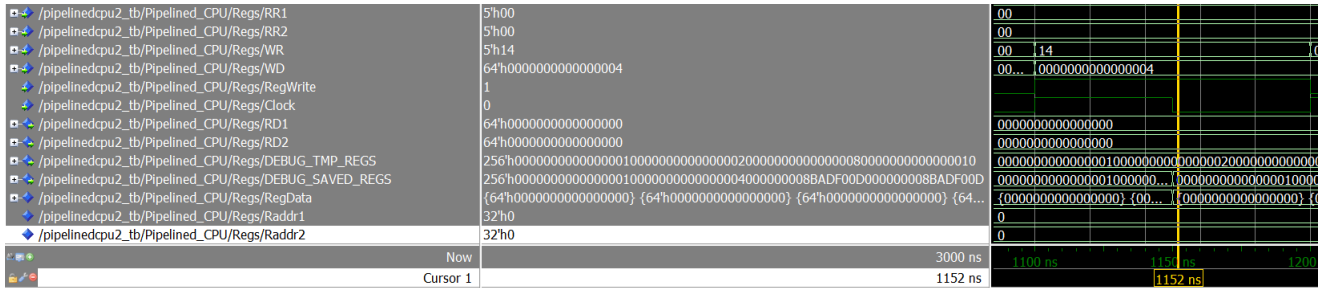 /pipelinedcpu2_tb/Pipelined_CPU/Regs/RR1 5'h00 00
/pipelinedcpu2_tb/Pipelined_CPU/Regs/RR2 5'h00 00
/pipelinedcpu2_tb/Pipelined_CPU/Regs/WR 5'h14 00 14
/pipelinedcpu2_tb/Pipelined_CPU/Regs/WD 64'h0000000000000004 00... 0000000000000004
/pipelinedcpu2_tb/Pipelined_CPU/Regs/RegWrite 1
/pipelinedcpu2_tb/Pipelined_CPU/Regs/Clock 0
/pipelinedcpu2_tb/Pipelined_CPU/Regs/RD1 64'h0000000000000000 0000000000000000
/pipelinedcpu2_tb/Pipelined_CPU/Regs/RD2 64'h0000000000000000 0000000000000000
/pipelinedcpu2_tb/Pipelined_CPU/Regs/DEBUG_TMP_REGS 256'h0000000000000001000000000000000200000000000000080000000000000010
/pipelinedcpu2_tb/Pipelined_CPU/Regs/DEBUG_SAVED_REGS 256'h00000000000000010000000000000004000000008BADF00D000000008BADF00D
/pipelinedcpu2_tb/Pipelined_CPU/Regs/RegData {64'h0000000000000000} {64'h0000000000000000} {64'h0000000000000000} {64... {0000000000000000} {00... {0000000000000000} {0
/pipelinedcpu2_tb/Pipelined_CPU/Regs/Raddr1 32'h0 0
/pipelinedcpu2_tb/Pipelined_CPU/Regs/Raddr2 32'h0 0
Now 3000 ns 1100 ns 1150 ns 1200
Cursor 1 1152 ns 1152 ns